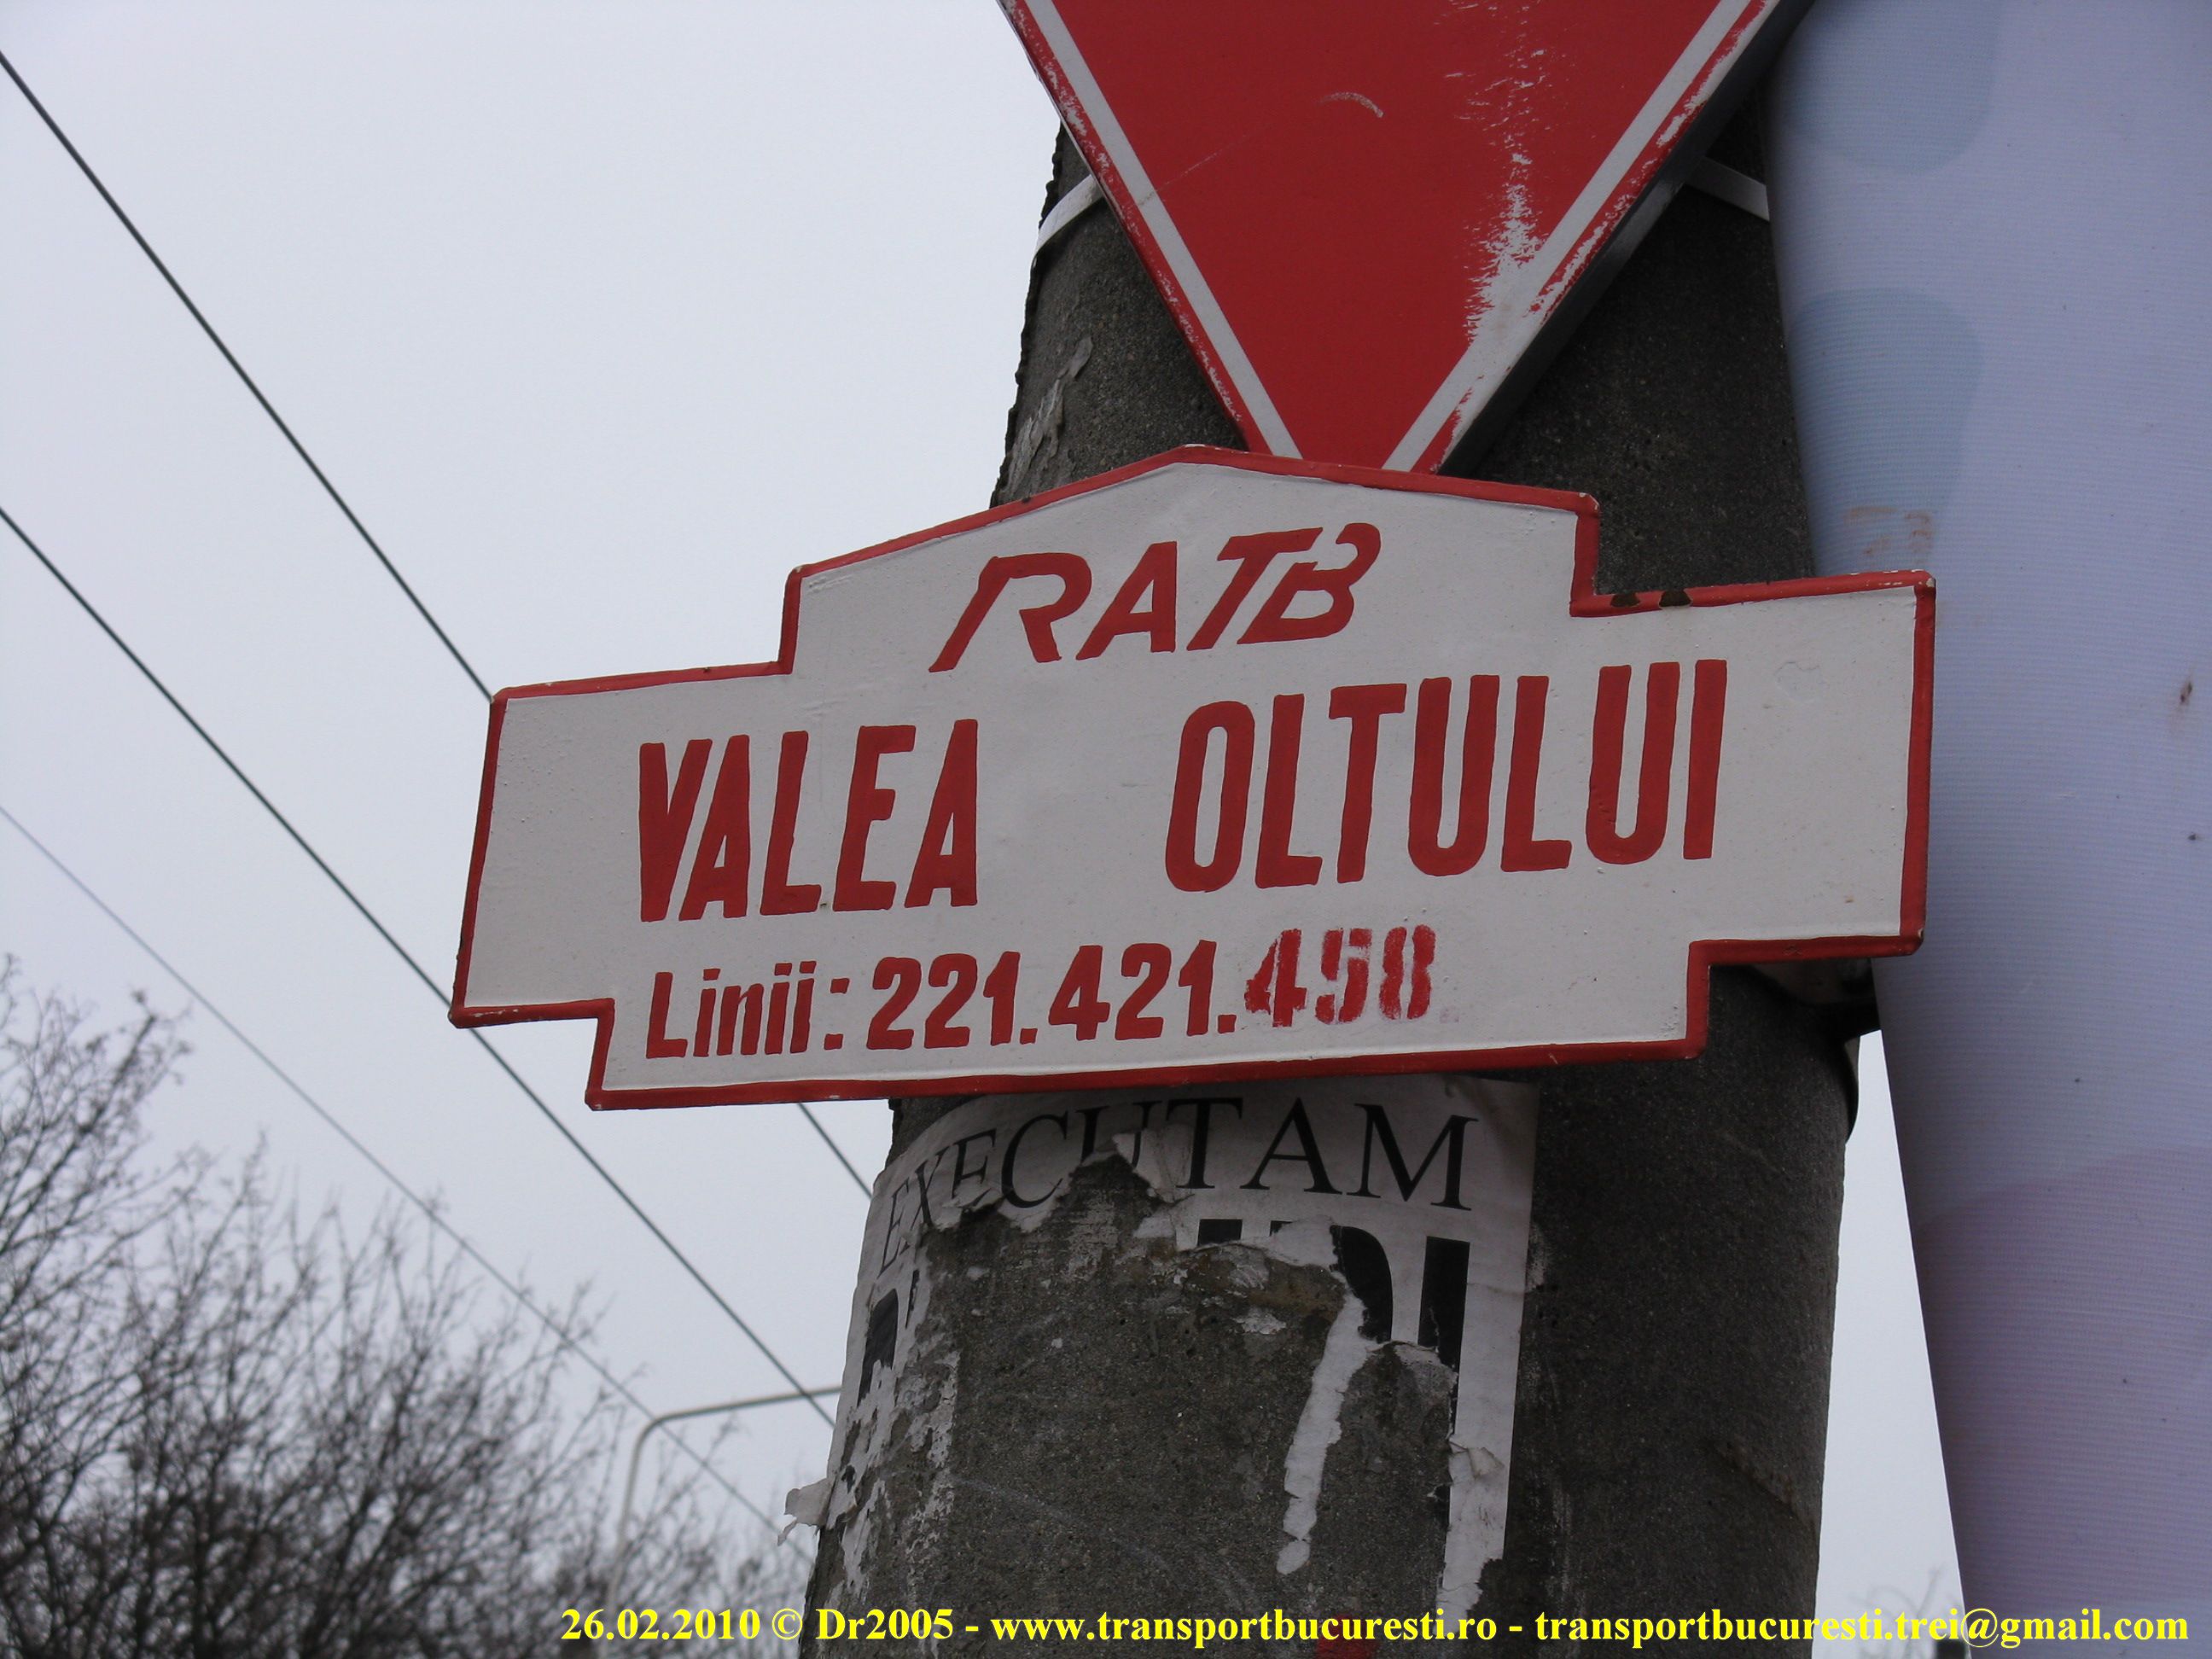 RATB
VALEA OLTULUI
Linii: 221.421.458
EXECUTAM
26.02.2010 © Dr2005 - www.transportbucuresti.ro - transportbucuresti.trei@gmail.com